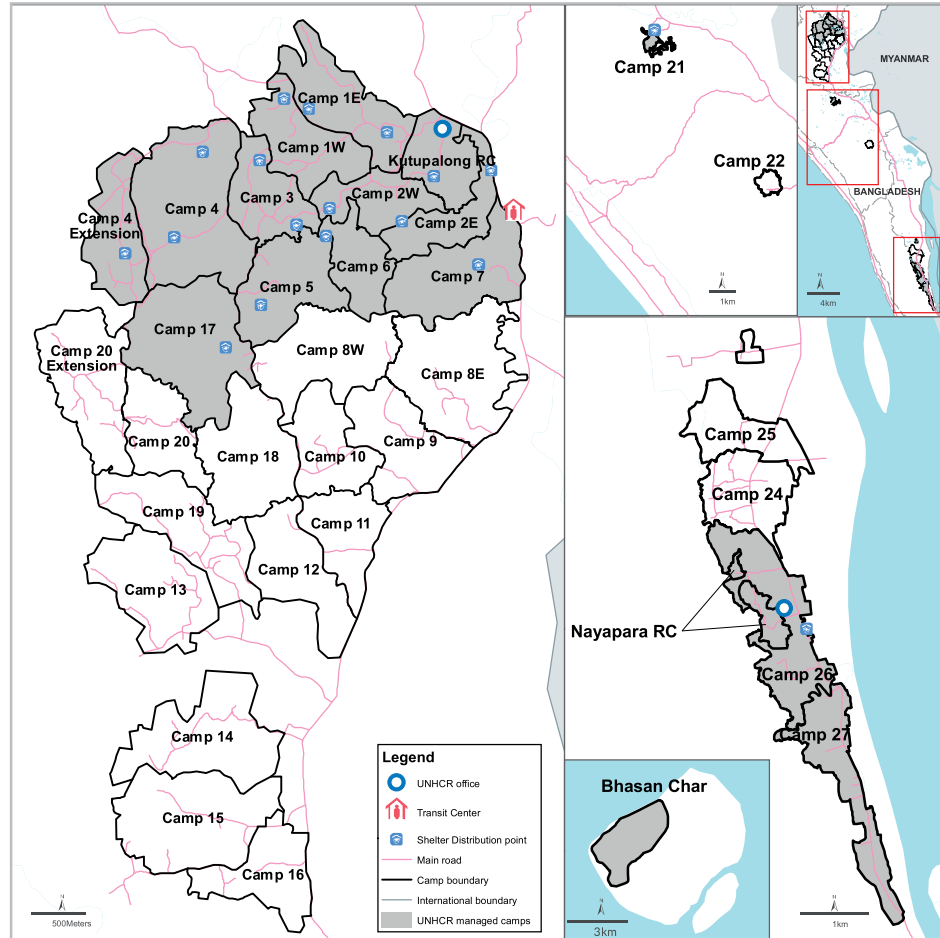 Camp 1E
Camp 1W
Kutupalong RC
Camp 2W
Camp 3
Camp 4
Camp 4
Extension
Camp 2E
Camp 6
Camp 7
Camp 5
Camp 17
Camp 20
Extension
Camp 8W
Camp 8E
Camp 20
Camp 18
Camp 10
Camp 9
Camp 19
Camp 11
Camp 12
Camp 13
Camp 14
Camp 15
Camp 16
N
500Meters
Legend
UNHCR office
Transit Center
Shelter Distribution point
Main road
Camp boundary
International boundary
UNHCR managed camps
Camp 21
Camp 22
N
1km
MYANMAR
BANGLADESH
N
4km
Camp 25
Camp 24
Nayapara RC
Camp 26
Camp 27
N
1km
Bhasan Char
N
3km